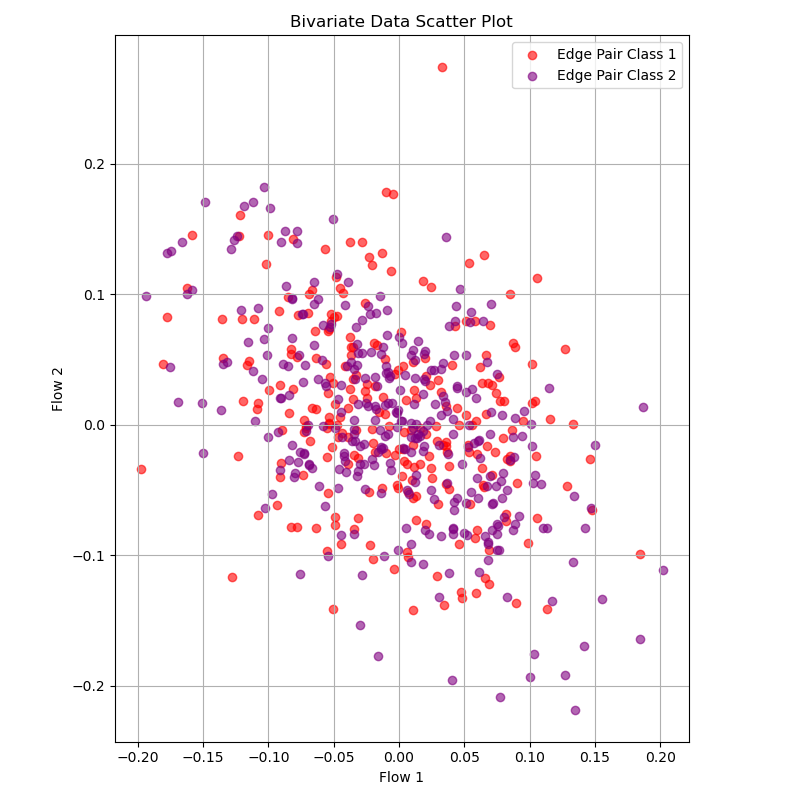 Bivariate Data Scatter Plot
Edge Pair Class 1
Edge Pair Class 2
0.2
0.1
0.0
−0.1
−0.2
Flow 2
−0.20 −0.15 −0.10 −0.05 0.00 0.05 0.10 0.15 0.20
Flow 1